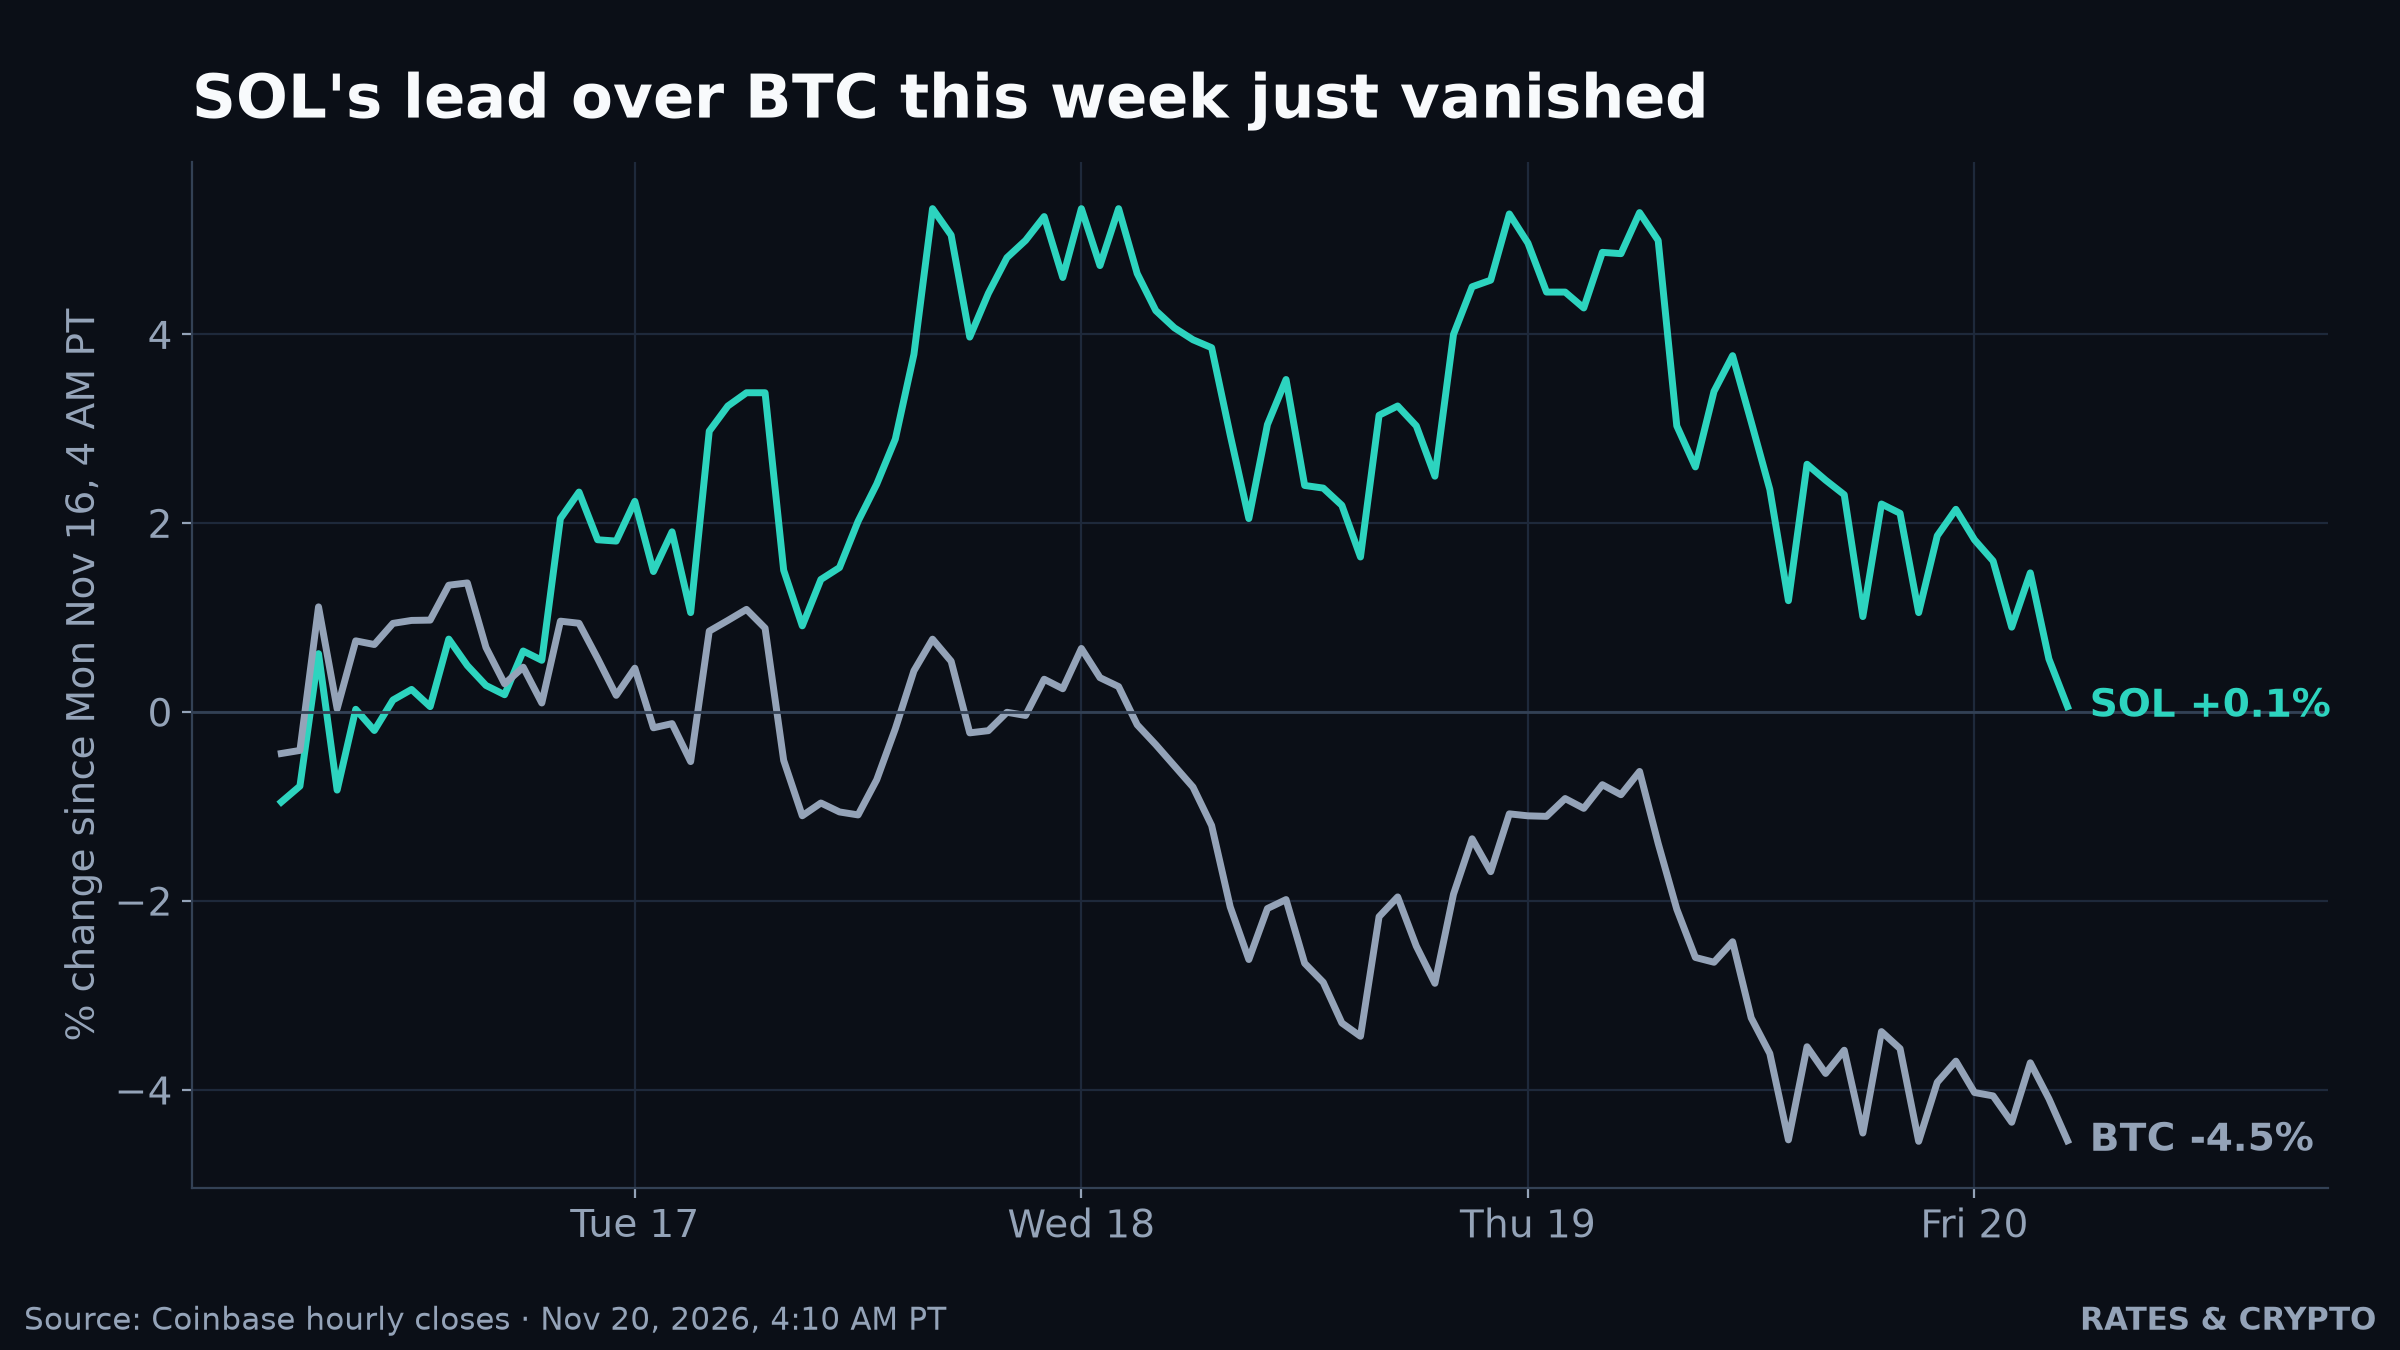 SOL's lead over BTC this week just vanished
% change since Mon Nov 16, 4 AM PT
4
2
0
−2
−4
SOL +0.1%
BTC -4.5%
Tue 17
Wed 18
Thu 19
Fri 20
Source: Coinbase hourly closes · Nov 20, 2026, 4:10 AM PT
RATES & CRYPTO